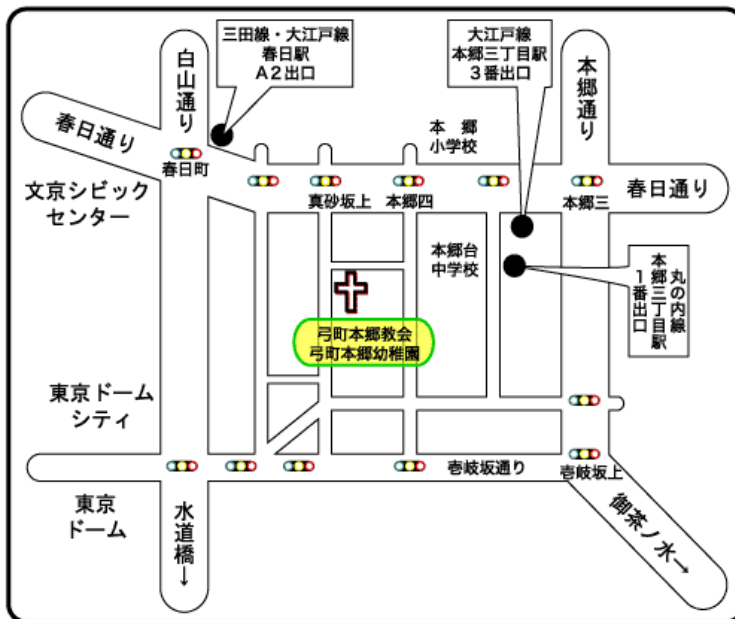 三田線・大江戸線
春日駅
A2出口
大江戸線
本郷三丁目駅
3番出口
白山通り
本郷通り
春日通り
本 郷
小学校
春日町
文京シビック
センター
真砂坂上
本郷四
本郷三
春日通り
本郷台
中学校
丸の内線
本郷三丁目駅
1番出口
弓町本郷教会
弓町本郷幼稚園
東京ドーム
シティ
壱岐坂通り
壱岐坂上
東京
ドーム
水道橋→
御茶ノ水→